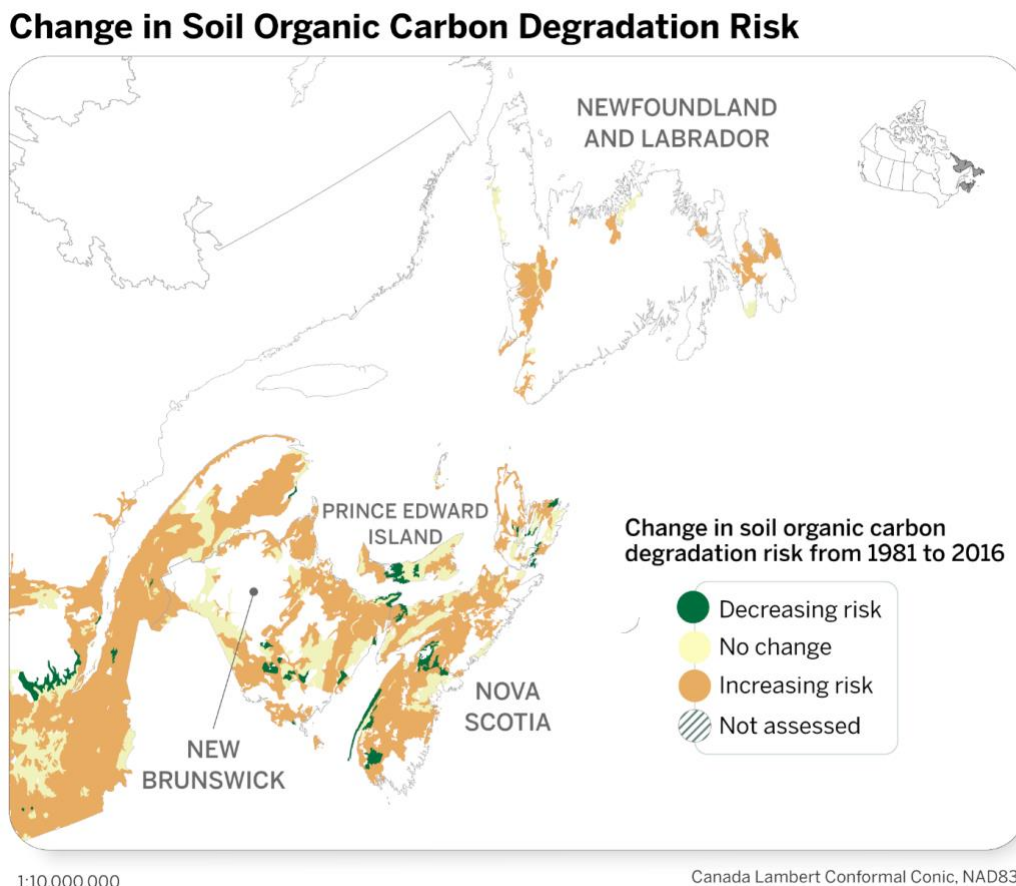 Change in Soil Organic Carbon Degradation Risk
NEWFOUNDLAND
AND LABRADOR
PRINCE EDWARD
ISLAND
Change in soil organic carbon
degradation risk from 1981 to 2016
Decreasing risk
No change
Increasing risk
Not assessed
NOVA
SCOTIA
NEW
BRUNSWICK
1:10,000,000
Canada Lambert Conformal Conic, NAD83